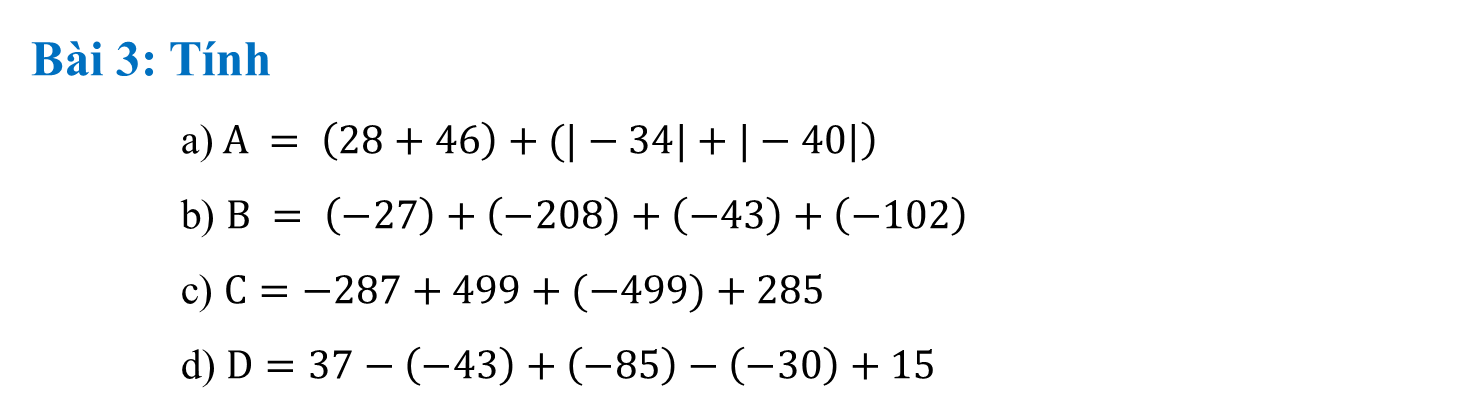 Bài 3: Tính
a) A = (28 + 46) + (| − 34| + | − 40|)
b) B = (−27) + (−208) + (−43) + (−102)
c) C = −287 + 499 + (−499) + 285
d) D = 37 − (−43) + (−85) − (−30) + 15